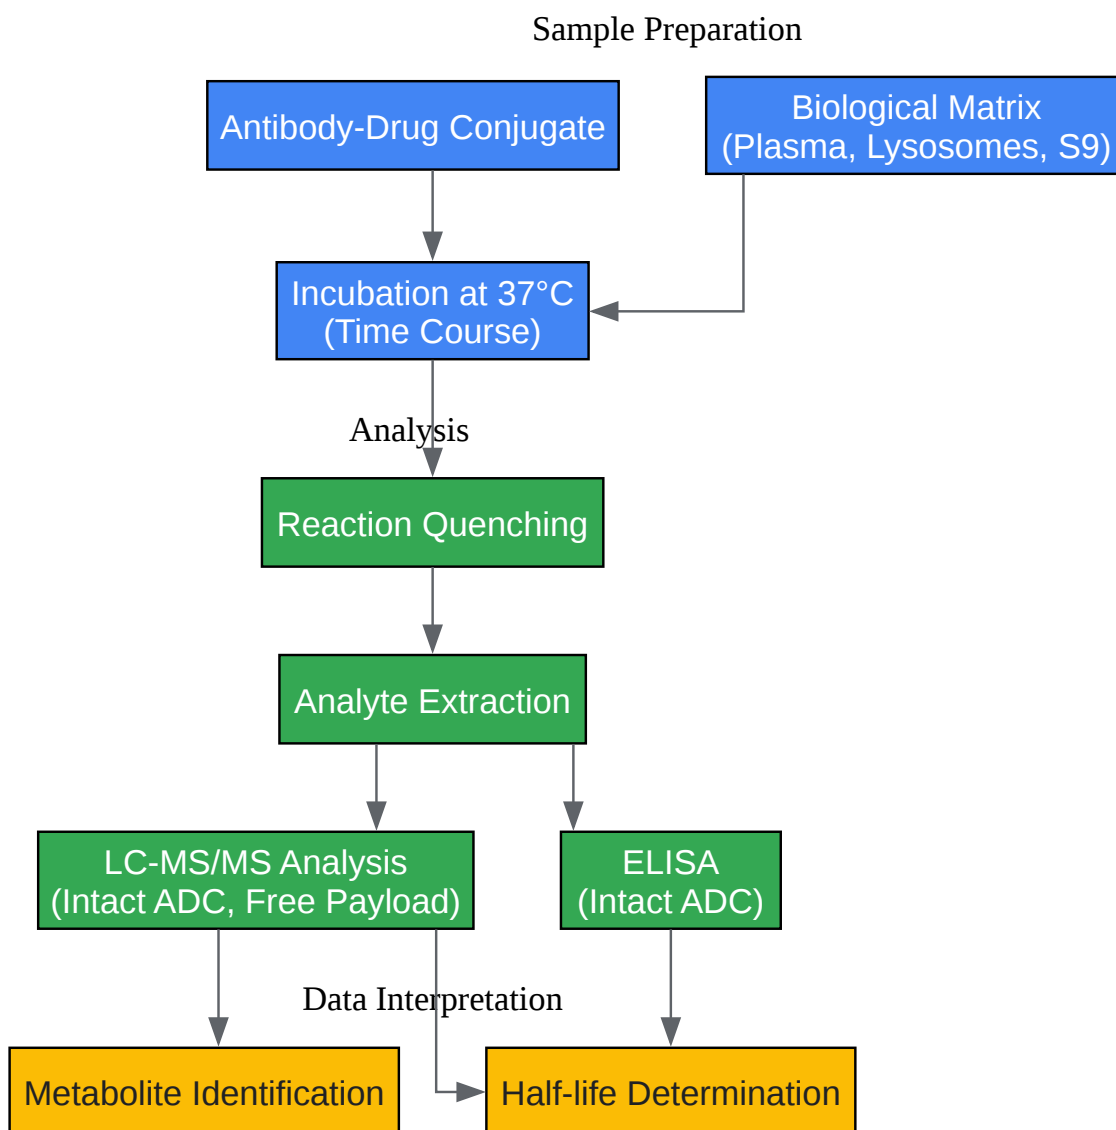 Sample Preparation
Antibody-Drug Conjugate
Biological Matrix
(Plasma, Lysosomes, S9)
Incubation at 37°C
(Time Course)
Analysis
Reaction Quenching
Analyte Extraction
LC-MS/MS Analysis
(Intact ADC, Free Payload)
ELISA
(Intact ADC)
Data Interpretation
Metabolite Identification
Half-life Determination